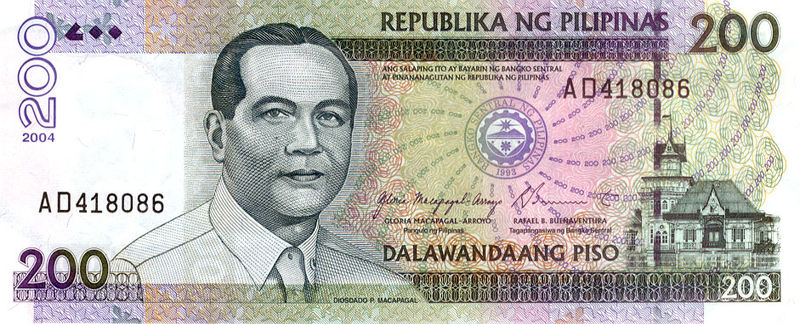 REPUBLIKA NG PILIPINAS
200
200
2004
ANG SALAPING ITO AY BAYARIN NG BANGKO SENTRAL
AT PINANANAGUTAN NG REPUBLIKA NG PILIPINAS
AD418086
BANGKO SENTRAL NG PILIPINAS
1993
AD418086
Gloria Macapagal-Arroyo
GLORIA MACAPAGAL-ARROYO
Pangulo ng Pilipinas
RAFAEL B. BUENAVENTURA
Tagapangasiwa ng Bangko Sentral
DALAWANDAANG PISO
200
200
DIOSDADO P. MACAPAGAL